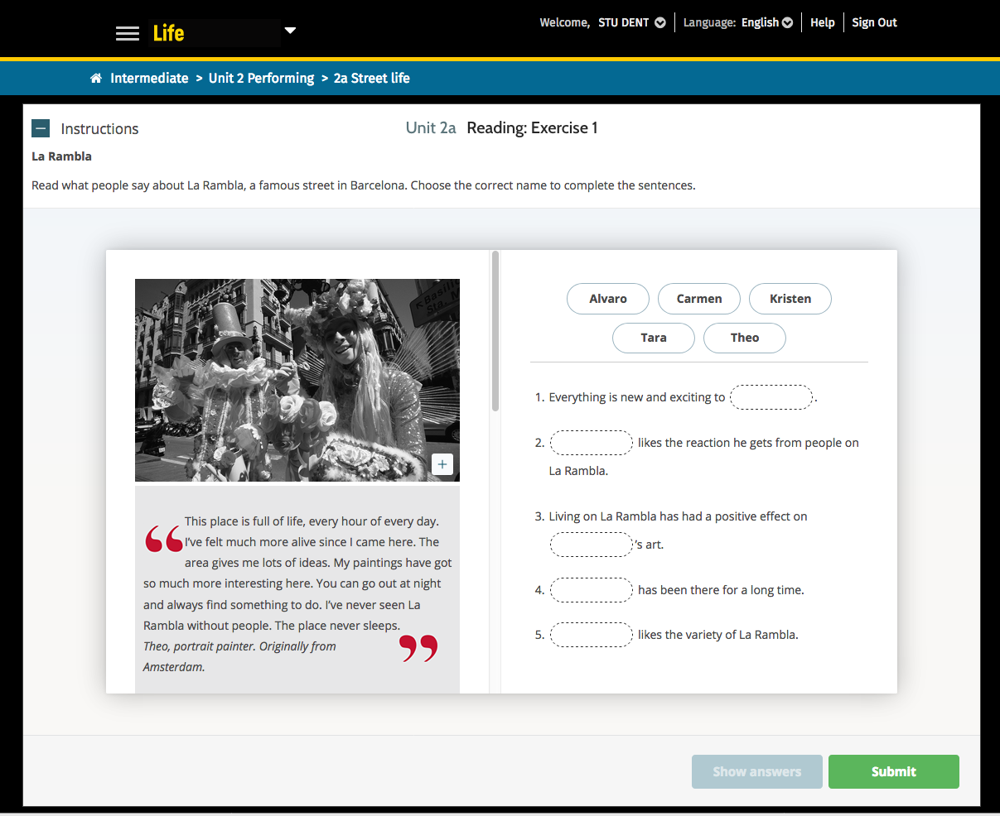 Life
Welcome, STU DENT
Language: English
Help
Sign Out
Intermediate > Unit 2 Performing > 2a Street life
Instructions
Unit 2a Reading: Exercise 1
La Rambla
Read what people say about La Rambla, a famous street in Barcelona. Choose the correct name to complete the sentences.
Basil
Sta.
+
“This place is full of life, every hour of every day.
I’ve felt much more alive since I came here. The
area gives me lots of ideas. My paintings have got
so much more interesting here. You can go out at night
and always find something to do. I’ve never seen La
Rambla without people. The place never sleeps.”
Theo, portrait painter. Originally from
Amsterdam.
Alvaro
Carmen
Kristen
Tara
Theo
1. Everything is new and exciting to .
2. likes the reaction he gets from people on
La Rambla.
3. Living on La Rambla has had a positive effect on
’s art.
4. has been there for a long time.
5. likes the variety of La Rambla.
Show answers
Submit